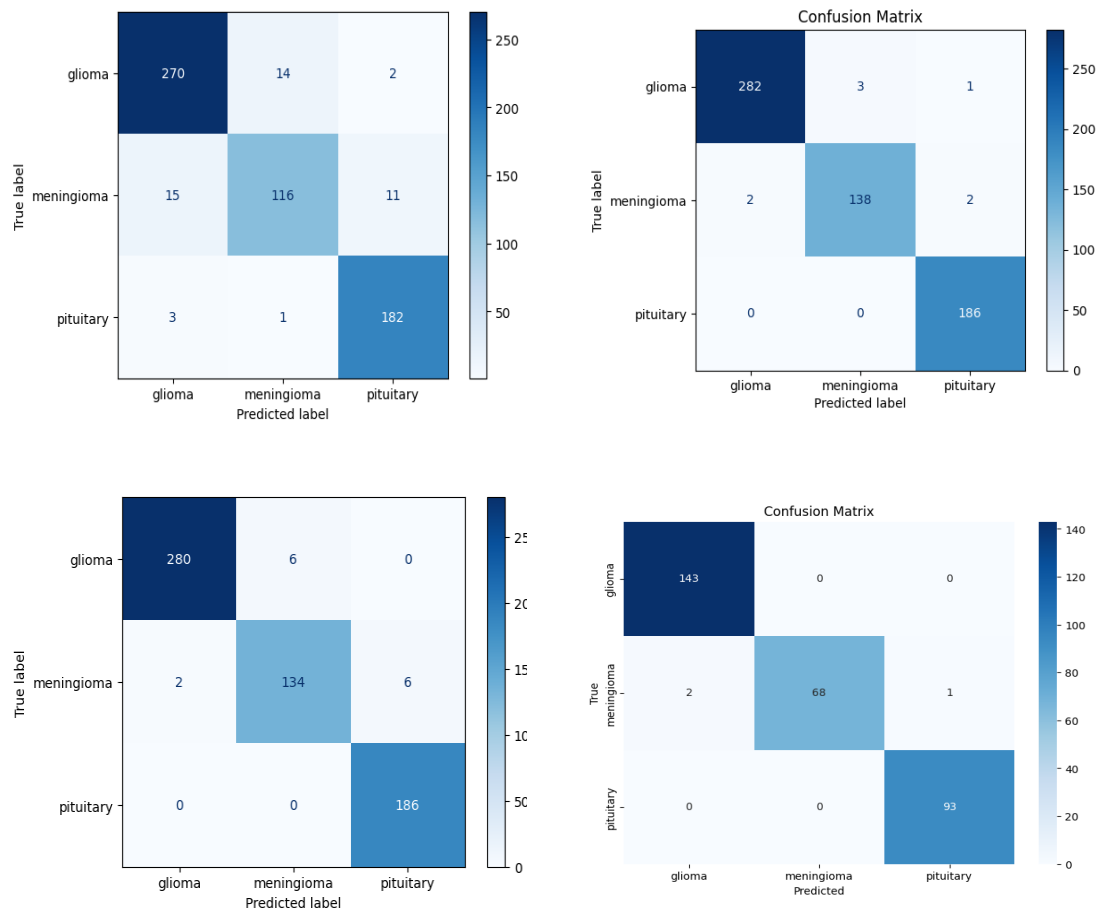 glioma 270 14 2
meningioma 15 116 11
pituitary 3 1 182
glioma meningioma pituitary
Predicted label
True label
250
200
150
100
50
Confusion Matrix
glioma 282 3 1
meningioma 2 138 2
pituitary 0 0 186
glioma meningioma pituitary
Predicted label
True label
250
200
150
100
50
0
glioma 280 6 0
meningioma 2 134 6
pituitary 0 0 186
glioma meningioma pituitary
Predicted label
True label
50
0
Confusion Matrix
glioma 143 0 0
meningioma 2 68 1
pituitary 0 0 93
glioma meningioma pituitary
Predicted
True
140
120
100
80
60
40
20
0